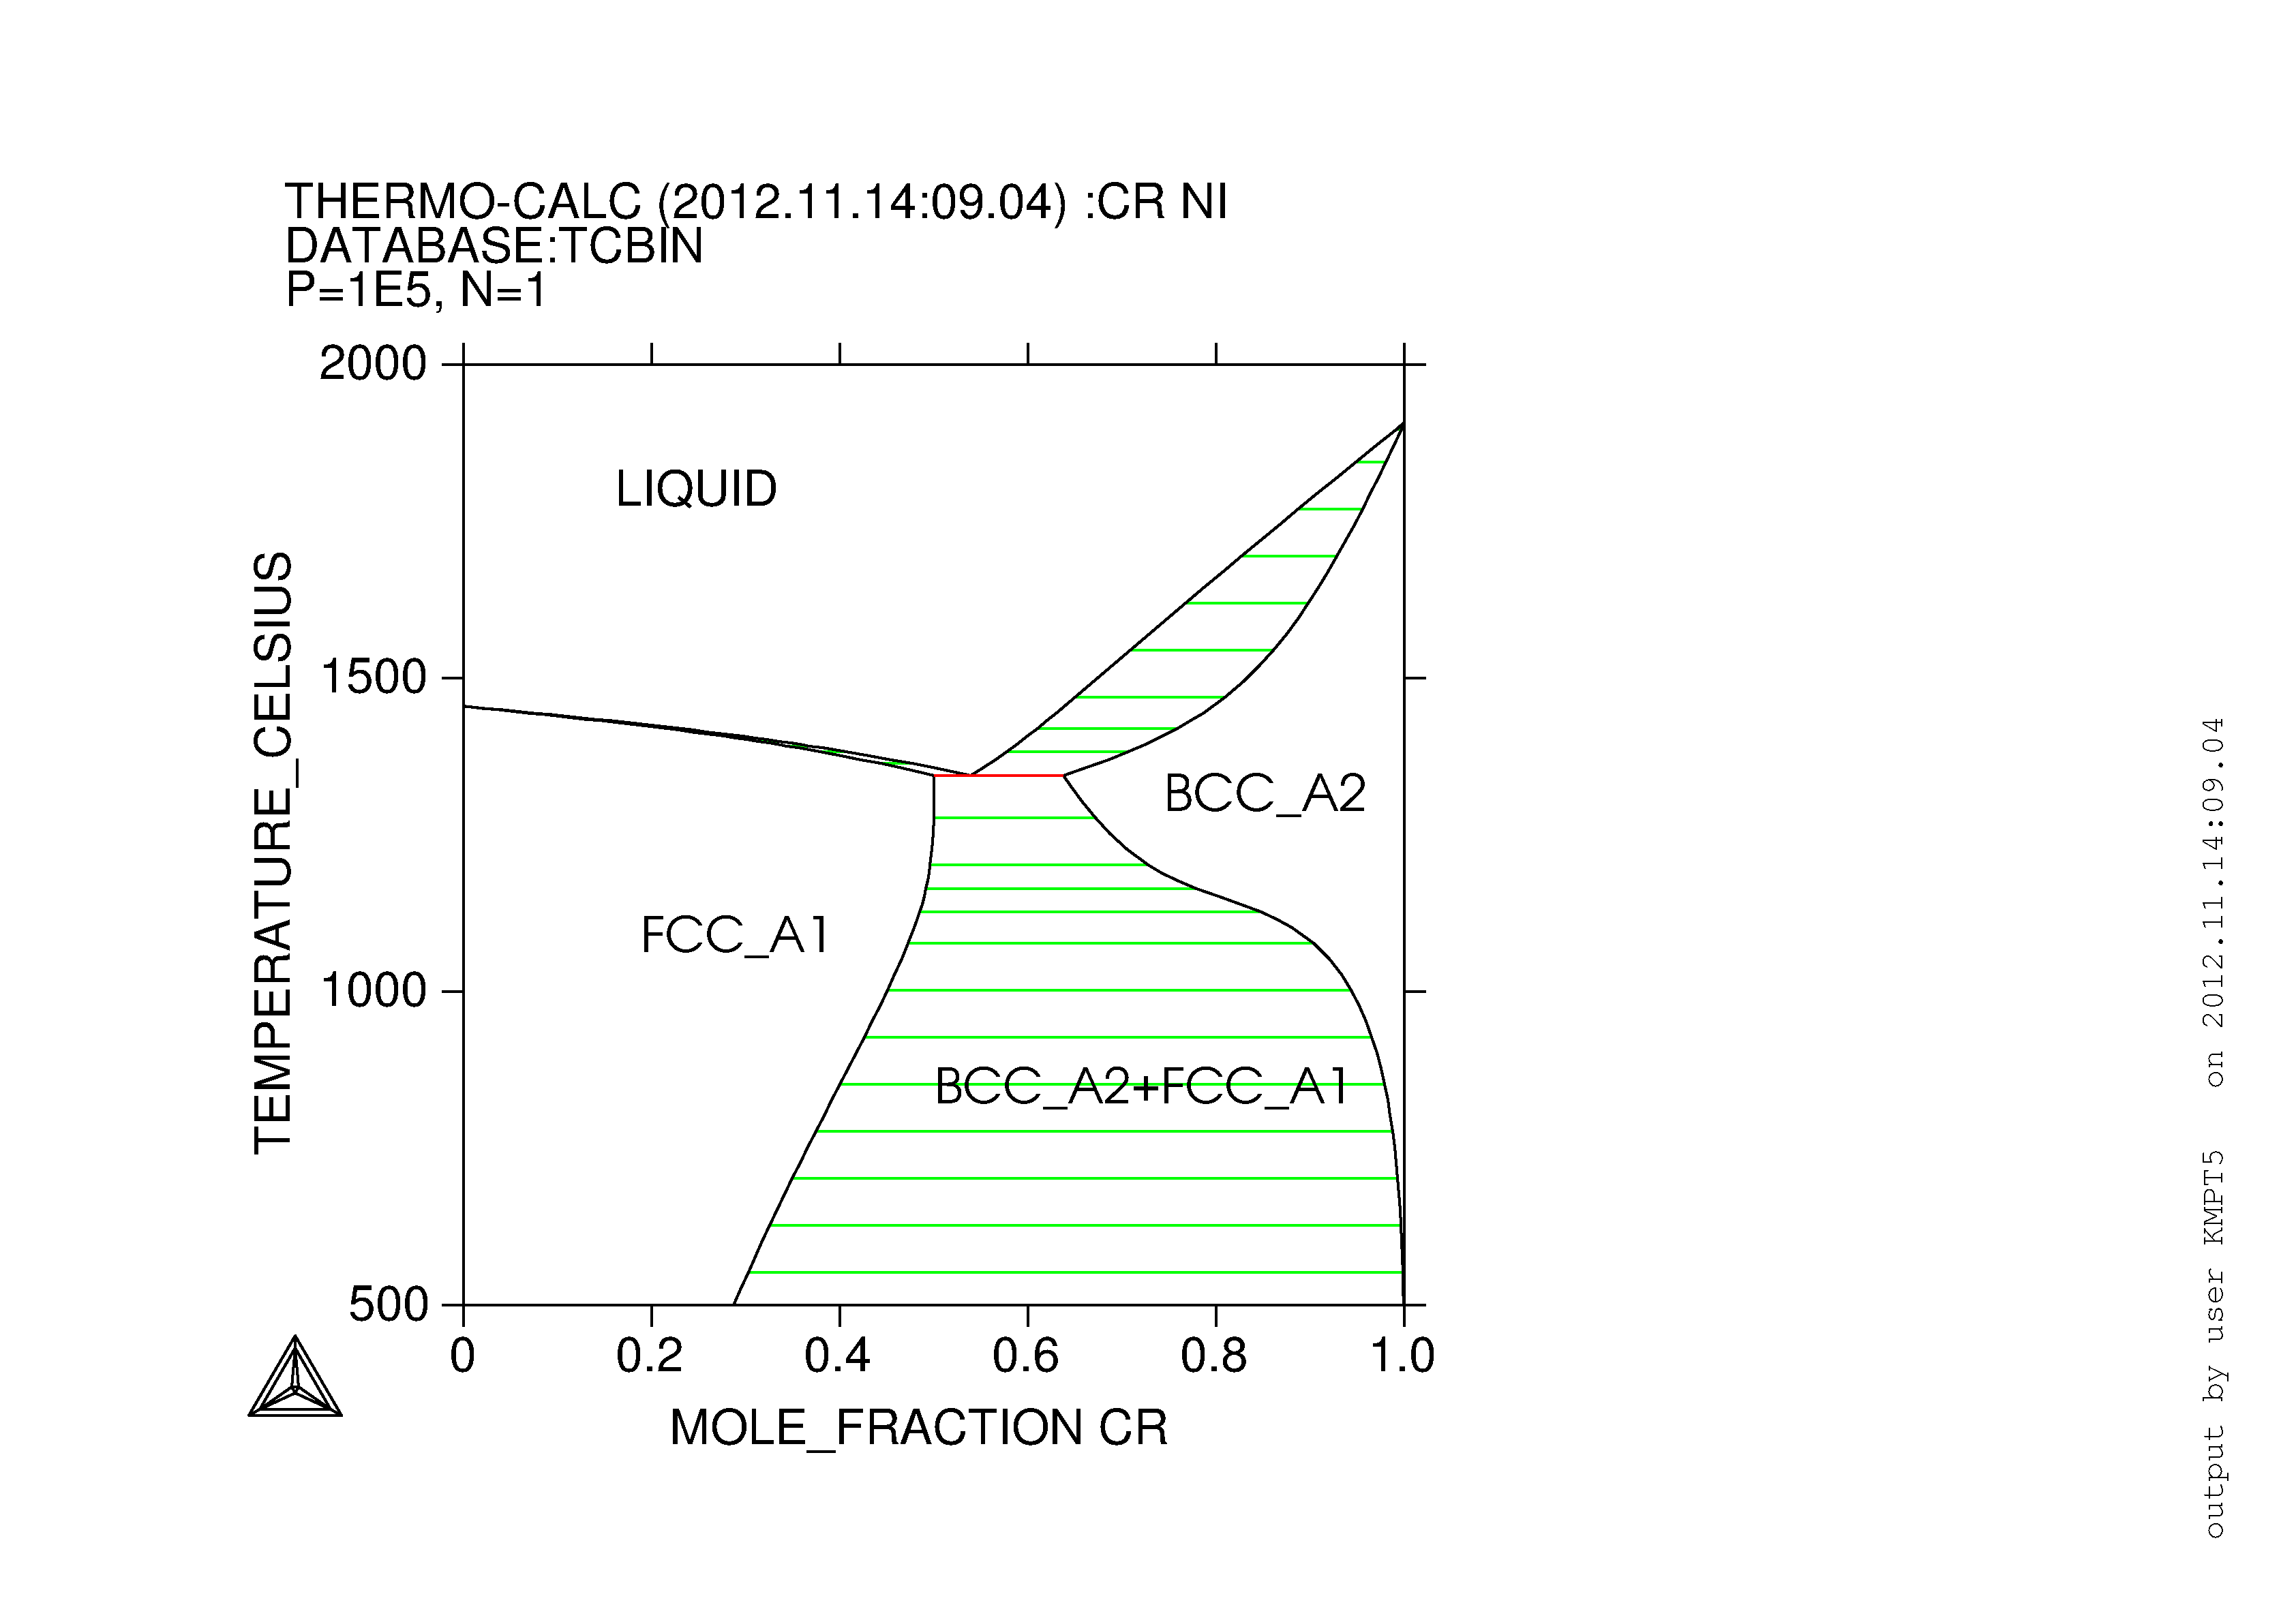 THERMO-CALC (2012.11.14:09.04) :CR NI
DATABASE:TCBIN
P=1E5, N=1
2000
1500
1000
500
TEMPERATURE_CELSIUS
LIQUID
BCC_A2
FCC_A1
BCC_A2+FCC_A1
0 0.2 0.4 0.6 0.8 1.0
MOLE_FRACTION CR
output by user KMPT5 on 2012.11.14:09.04